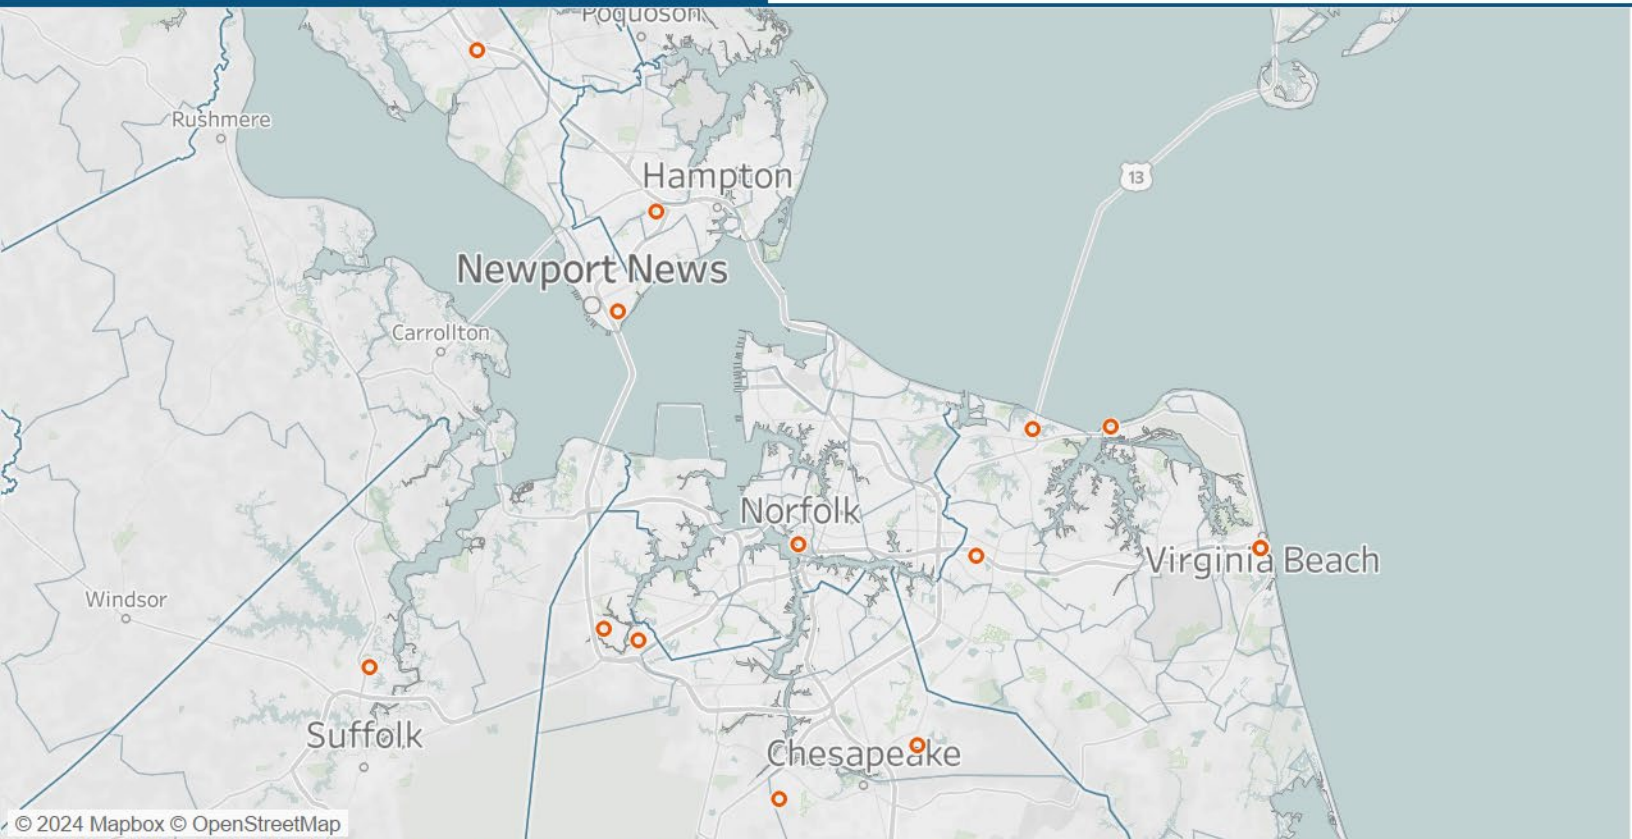 Poquoson
Rushmere
13
Hampton
Newport News
Carrollton
Norfolk
Virginia Beach
Windsor
Suffolk
Chesapeake
© 2024 Mapbox © OpenStreetMap